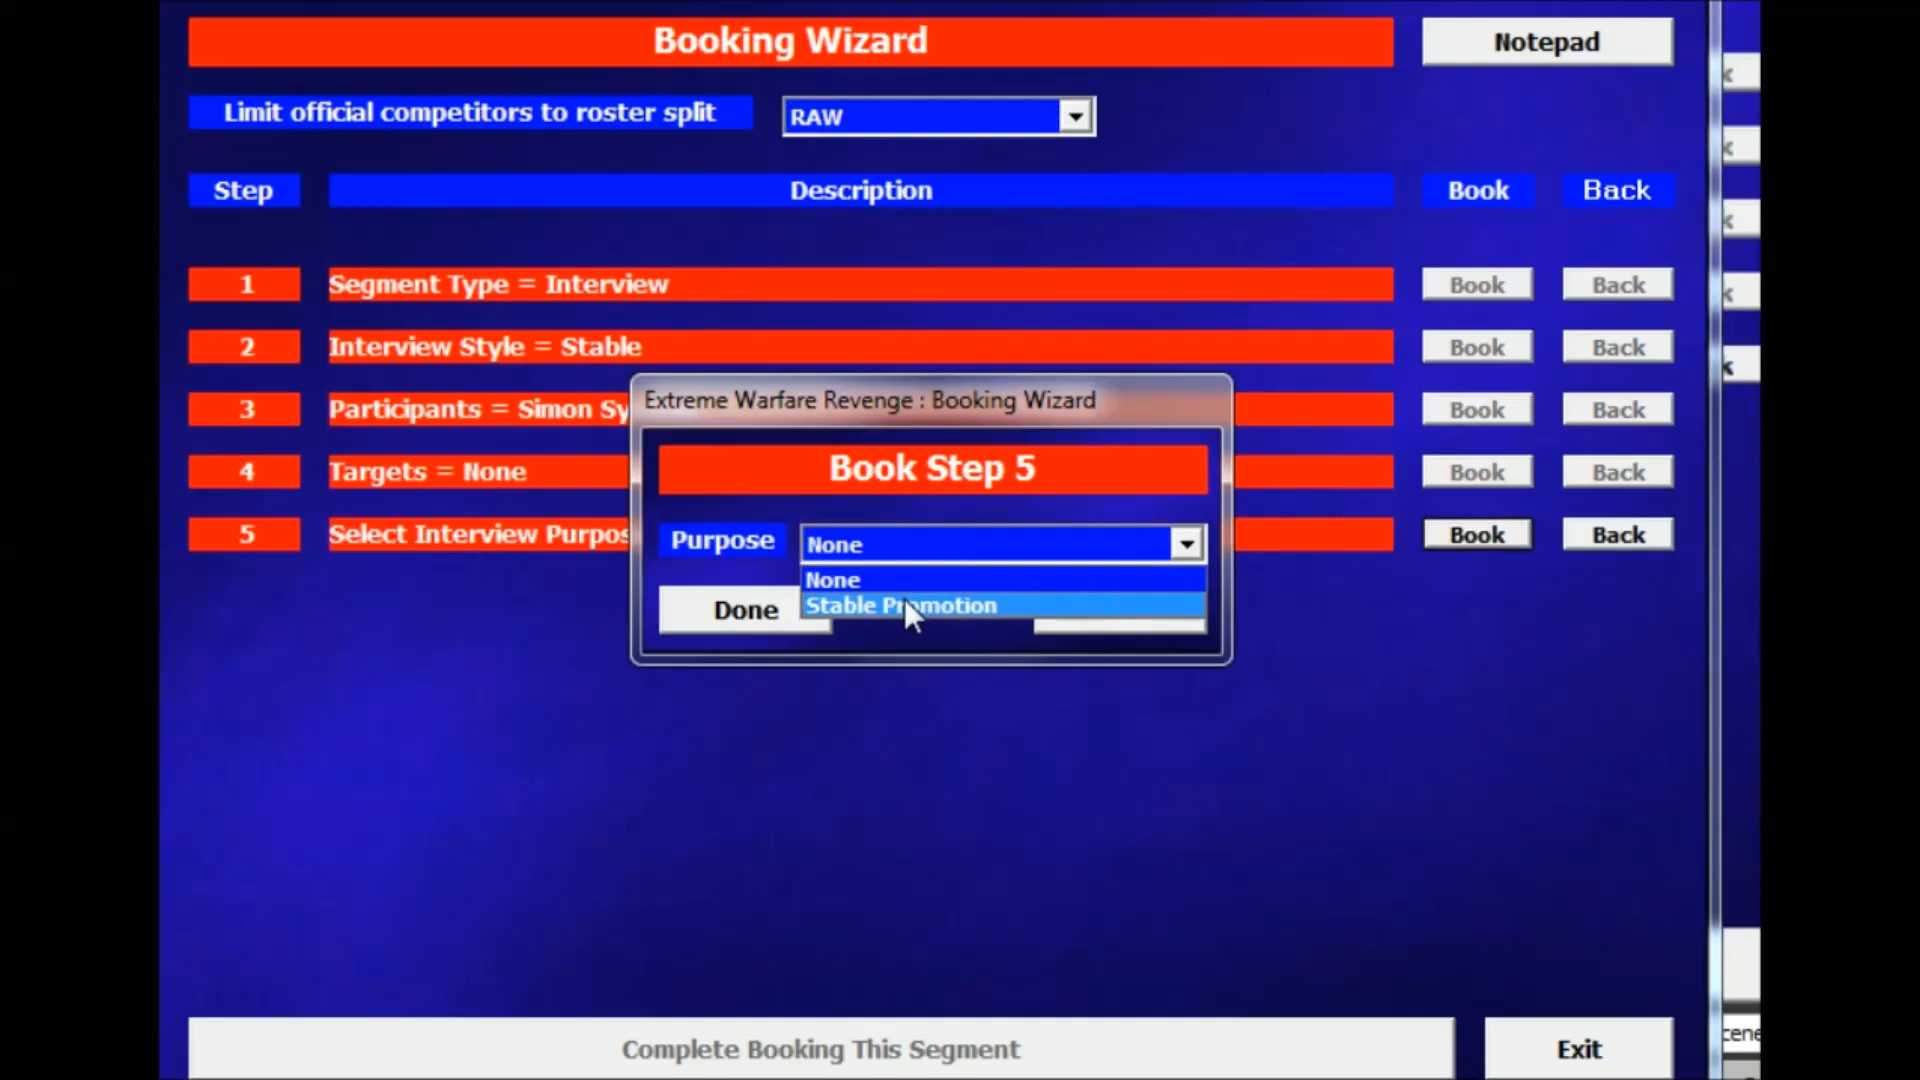 Booking Wizard
Notepad
Limit official competitors to roster split
RAW
Step
Description
Book
Back
1
Segment Type = Interview
Book
Back
2
Interview Style = Stable
Book
Back
3
Participants = Simon Sy
Book
Back
4
Targets = None
Book
Back
5
Select Interview Purpos
Book
Back
Extreme Warfare Revenge : Booking Wizard
Book Step 5
Purpose
None
None
Stable Promotion
Done
Complete Booking This Segment
Exit
cene